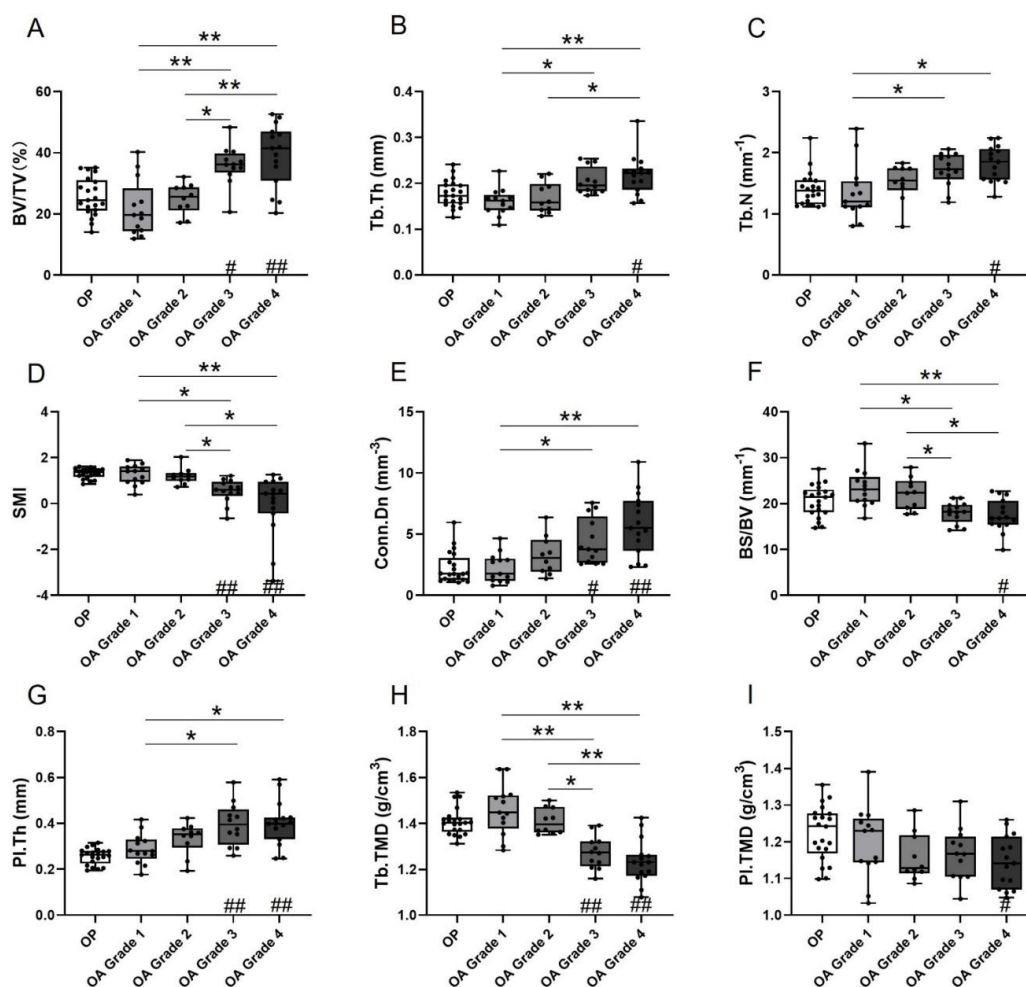 A
** 
**
**
*
BV/TV(%)
60
40
20
0
# ##
OP OA Grade 1 OA Grade 2 OA Grade 3 OA Grade 4
B
**
*
*
Tb.Th (mm)
0.4
0.3
0.2
0.1
0.0
#
OP OA Grade 1 OA Grade 2 OA Grade 3 OA Grade 4
C
*
*
Tb.N (mm⁻¹)
3
2
1
0
#
OP OA Grade 1 OA Grade 2 OA Grade 3 OA Grade 4
D
**
*
*
*
SMI
4
2
0
-2
-4
## ##
OP OA Grade 1 OA Grade 2 OA Grade 3 OA Grade 4
E
**
*
Conn.Dn (mm⁻³)
15
10
5
0
# ##
OP OA Grade 1 OA Grade 2 OA Grade 3 OA Grade 4
F
**
*
*
*
BS/BV (mm⁻¹)
40
30
20
10
0
#
OP OA Grade 1 OA Grade 2 OA Grade 3 OA Grade 4
G
*
*
Pl.Th (mm)
0.8
0.6
0.4
0.2
0.0
## ##
OP OA Grade 1 OA Grade 2 OA Grade 3 OA Grade 4
H
**
**
**
*
Tb.TMD (g/cm³)
1.8
1.6
1.4
1.2
1.0
## ##
OP OA Grade 1 OA Grade 2 OA Grade 3 OA Grade 4
I
Pl.TMD (g/cm³)
1.5
1.4
1.3
1.2
1.1
1.0
#
OP OA Grade 1 OA Grade 2 OA Grade 3 OA Grade 4